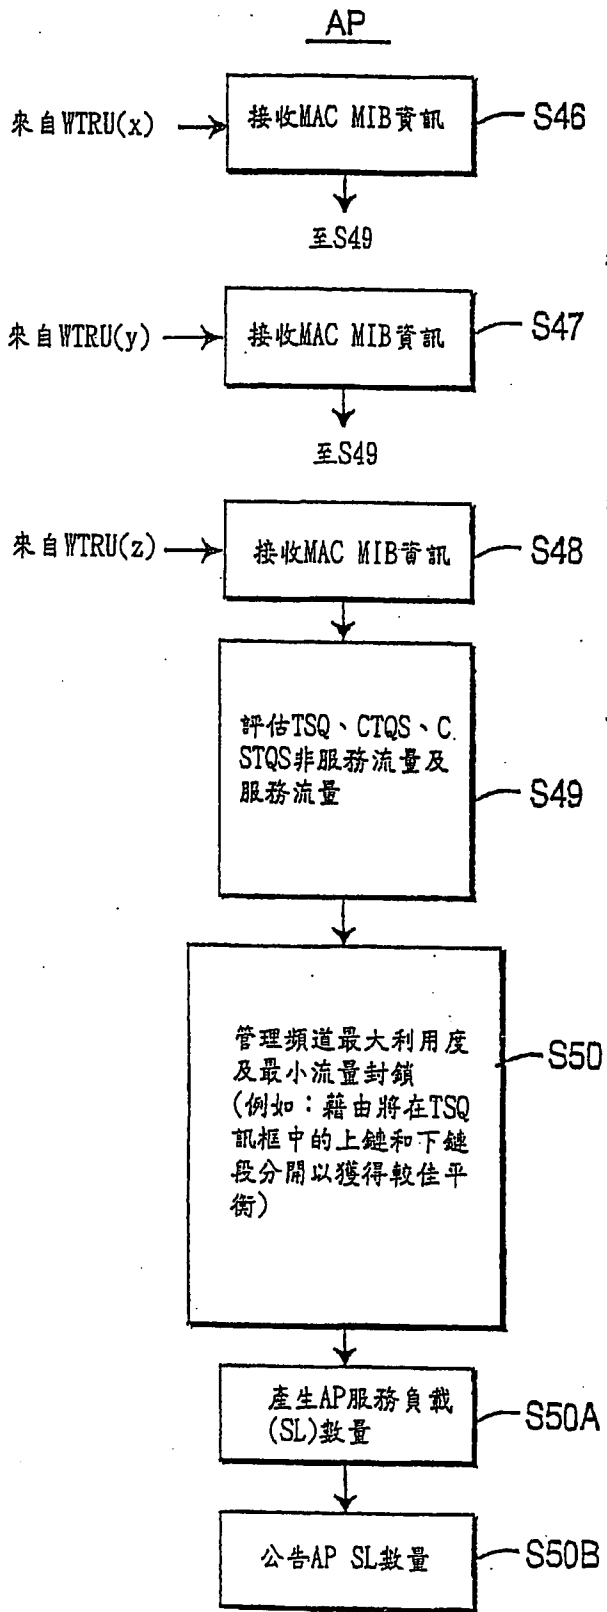 AP
來自WTRU(x)
接收MAC MIB資訊
S46
至S49
來自WTRU(y)
接收MAC MIB資訊
S47
至S49
來自WTRU(z)
接收MAC MIB資訊
S48
評估TSQ、CTQS、C
STQS非服務流量及
服務流量
S49
管理頻道最大利用度
及最小流量封鎖
(例如：藉由將在TSQ
訊框中的上鏈和下鏈
段分開以獲得較佳平
衡)
S50
產生AP服務負載
(SL)數量
S50A
公告AP SL數量
S50B